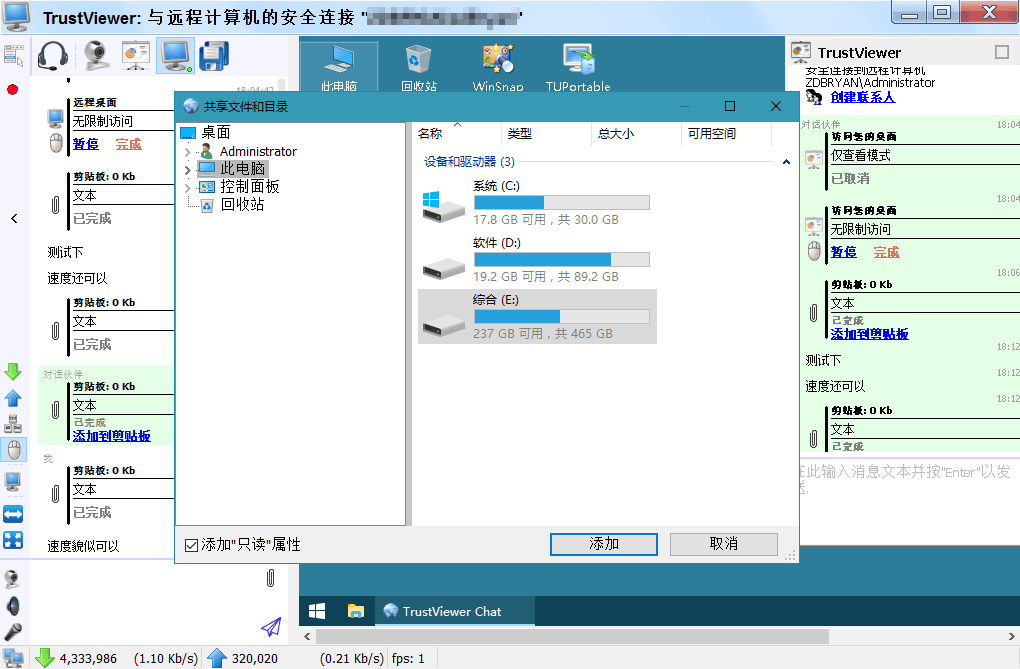 TrustViewer: 与远程计算机的安全连接 "
此电脑
回收站
WinSnap
TUPortable
18:04:42
远程桌面
无限制访问
暂停 完成
剪贴板: 0 Kb
文本
已完成
测试下
速度还可以
剪贴板: 0 Kb
文本
已完成
对话伙伴
剪贴板: 0 Kb
文本
已完成
添加到剪贴板
我
剪贴板: 0 Kb
文本
已完成
速度貌似可以
共享文件和目录
桌面
Administrator
此电脑
控制面板
回收站
名称 类型 总大小 可用空间
设备和驱动器 (3)
系统 (C:)
17.8 GB 可用，共 30.0 GB
软件 (D:)
19.2 GB 可用，共 89.2 GB
综合 (E:)
237 GB 可用，共 465 GB
添加"只读"属性
添加
取消
TrustViewer
安全连接到远程计算机
ZDBRYAN\Administrator
创建联系人
对话伙伴 18:04
访问您的桌面
仅查看模式
已取消
18:04
访问您的桌面
无限制访问
暂停 完成
18:06
剪贴板: 0 Kb
文本
已完成
添加到剪贴板
18:12
测试下
18:12
速度还可以
18:12
剪贴板: 0 Kb
文本
已完成
在此输入消息文本并按"Enter"以发
送.
TrustViewer Chat
4,333,986 (1.10 Kb/s) 320,020 (0.21 Kb/s) fps: 1